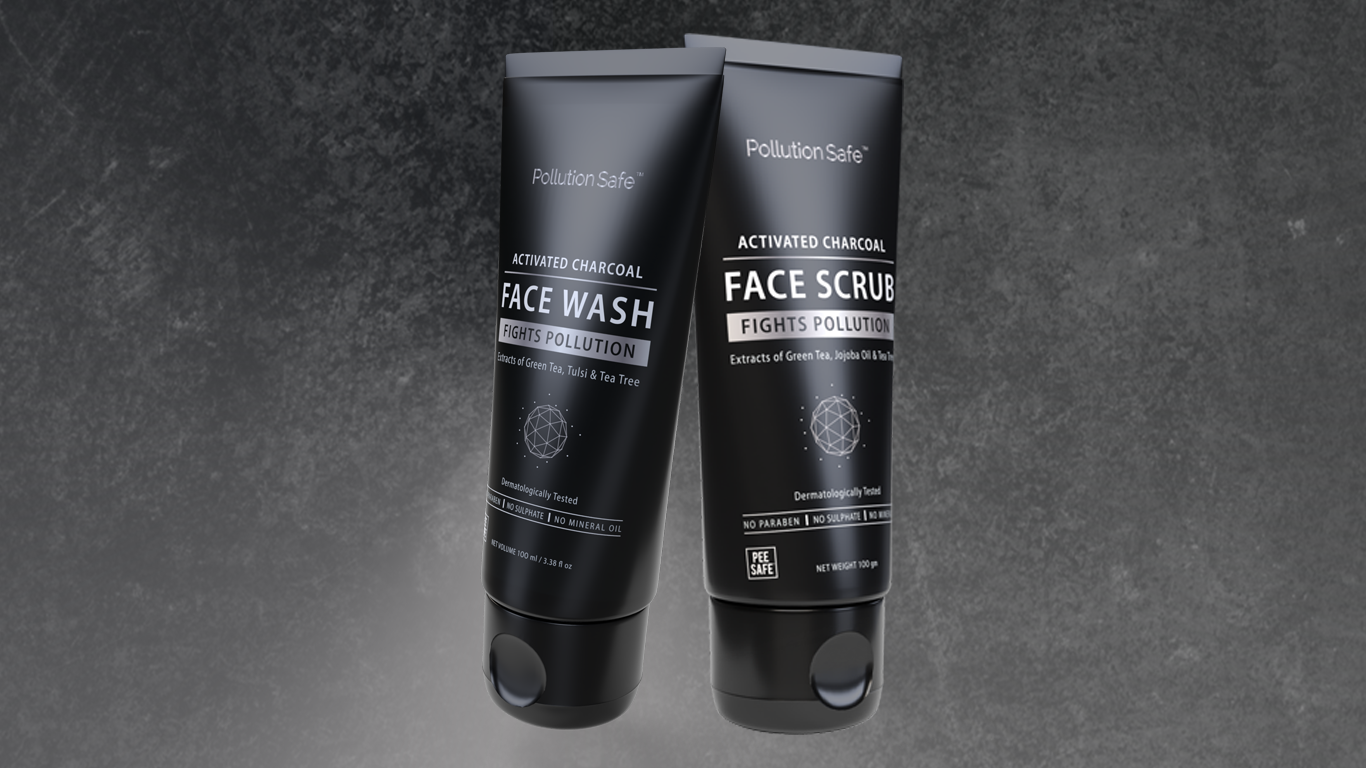 Pollution Safe™
ACTIVATED CHARCOAL
FACE WASH
FIGHTS POLLUTION
Extracts of Green Tea, Tulsi & Tea Tree
Dermatologically Tested
NO SULPHATE | NO MINERAL OIL
NET VOLUME 100 ml / 3.38 fl oz
Pollution Safe™
ACTIVATED CHARCOAL
FACE SCRUB
FIGHTS POLLUTION
Extracts of Green Tea, Jojoba Oil & Tea Tree
Dermatologically Tested
NO PARABEN | NO SULPHATE | NO
PEE
SAFE
NET WEIGHT 100 gm